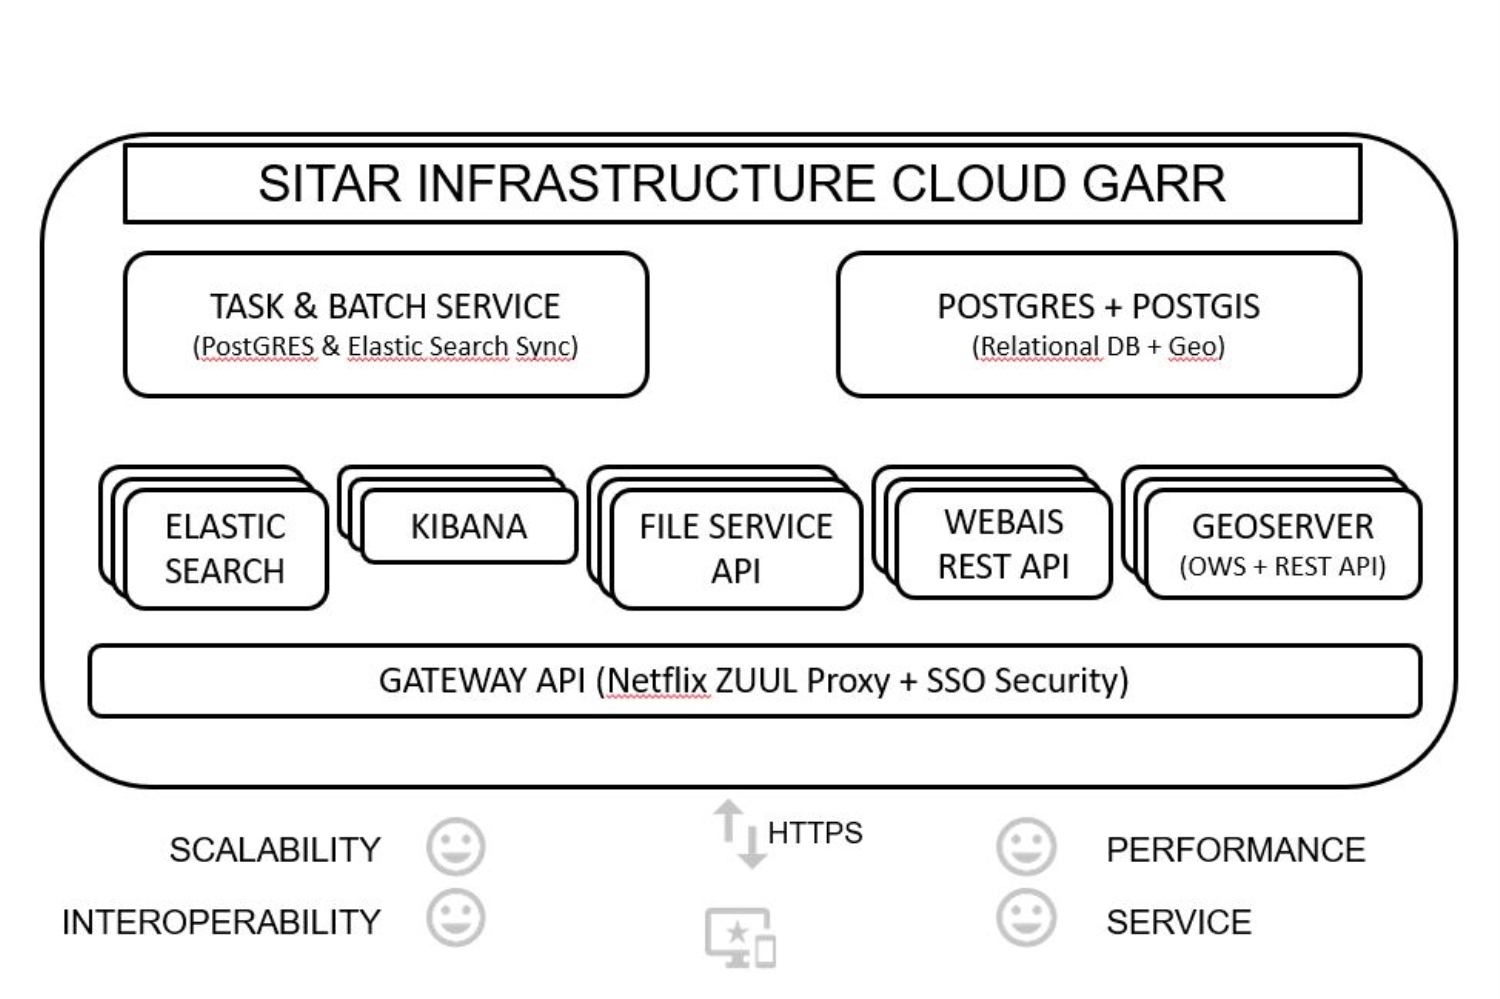 SITAR INFRASTRUCTURE CLOUD GARR
TASK & BATCH SERVICE
(PostGRES & Elastic Search Sync)
POSTGRES + POSTGIS
(Relational DB + Geo)
ELASTIC
SEARCH
KIBANA
FILE SERVICE
API
WEBAIS
REST API
GEOSERVER
(OWS + REST API)
GATEWAY API (Netflix ZUUL Proxy + SSO Security)
HTTPS
SCALABILITY
INTEROPERABILITY
PERFORMANCE
SERVICE